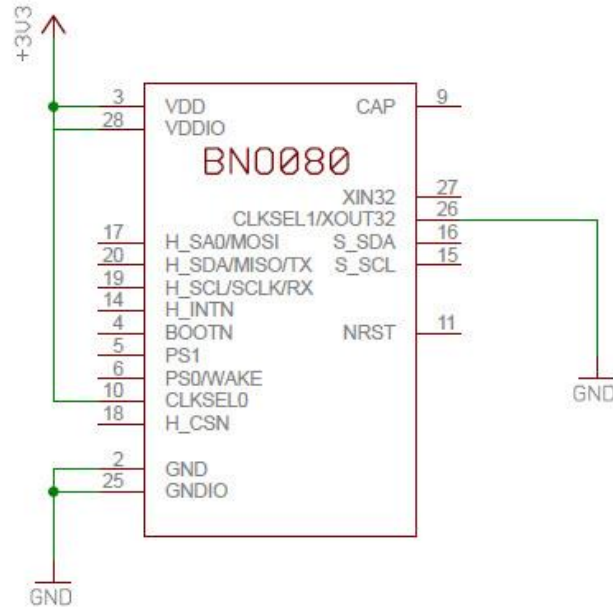 +3V3
3 VDD CAP 9
28 VDDIO
BNO080
XIN32 27
CLKSEL1/XOUT32 26
17 H_SA0/MOSI S_SDA 16
20 H_SDA/MISO/TX S_SCL 15
19 H_SCL/SCLK/RX
14 H_INTN
4 BOOTN NRST 11
5 PS1
6 PS0/WAKE
10 CLKSEL0
18 H_CSN
GND
2 GND
25 GNDIO
GND